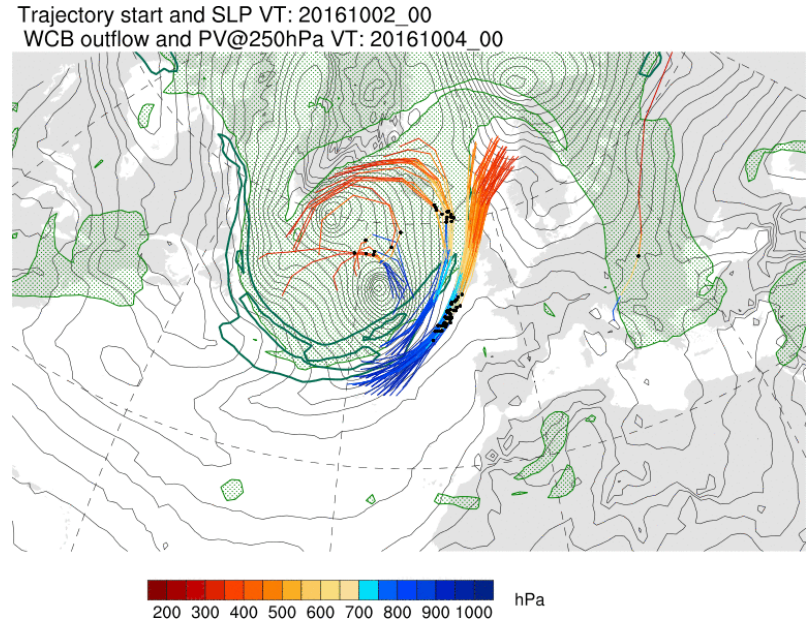 Trajectory start and SLP VT: 20161002_00
WCB outflow and PV@250hPa VT: 20161004_00
200 300 400 500 600 700 800 900 1000 hPa